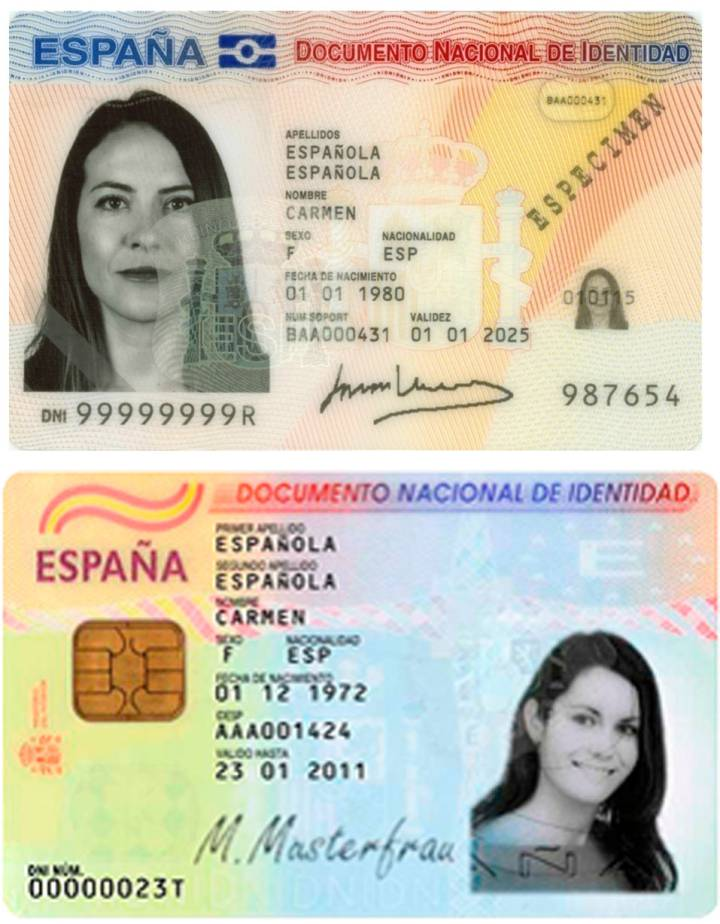 ESPAÑA DOCUMENTO NACIONAL DE IDENTIDAD
BAA000431
ESPECIMEN
APELLIDOS
ESPAÑOLA
ESPAÑOLA
NOMBRE
CARMEN
SEXO NACIONALIDAD
F ESP
FECHA DE NACIMIENTO
01 01 1980
010115
NUM SOPORT VALIDEZ
BAA000431 01 01 2025
987654
DNI 99999999R
DOCUMENTO NACIONAL DE IDENTIDAD
ESPAÑA
PRIMER APELLIDO
ESPAÑOLA
SEGUNDO APELLIDO
ESPAÑOLA
NOMBRE
CARMEN
SEXO NACIONALIDAD
F ESP
FECHA DE NACIMIENTO
01 12 1972
IDESP
AAA001424
VALIDO HASTA
23 01 2011
M. Musterfrau
DNI NÚM.
00000023T